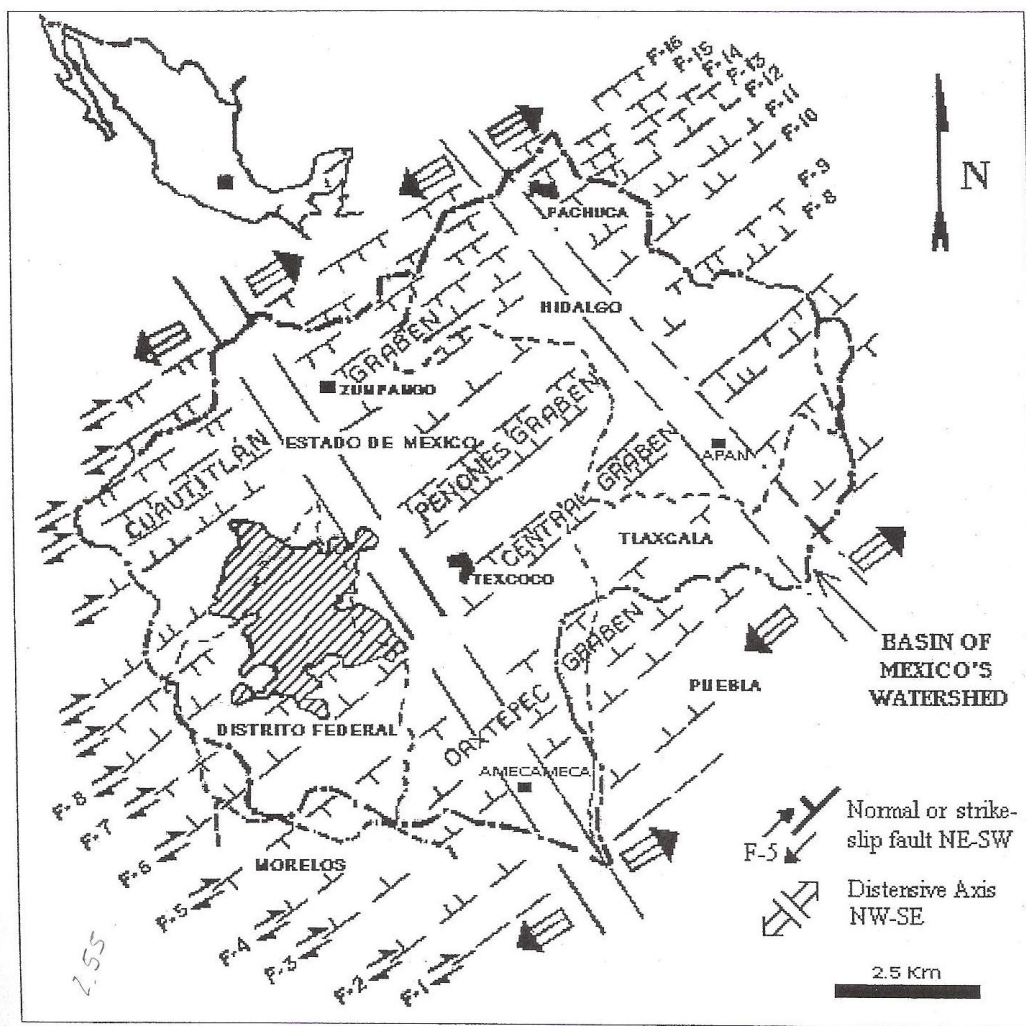 F-16
F-15
F-14
F-13
F-12
F-11
F-10
F-9
F-8
N
PACHUCA
HIDALGO
GRABEN
ZUMPANGO
ESTADO DE MEXICO
CUAUTITLÁN
PEÑONES GRABEN
APAN
CENTRAL GRABEN
TLAXCALA
TEXCOCO
GRABEN
OAXTEPEC
PUEBLA
BASIN OF
MEXICO'S
WATERSHED
DISTRITO FEDERAL
AMECAMECA
MORELOS
F-8
F-7
F-6
F-5
F-4
F-3
F-2
F-1
F-5
Normal or strike-
slip fault NE-SW
Distensive Axis
NW-SE
2.5 Km
2.55